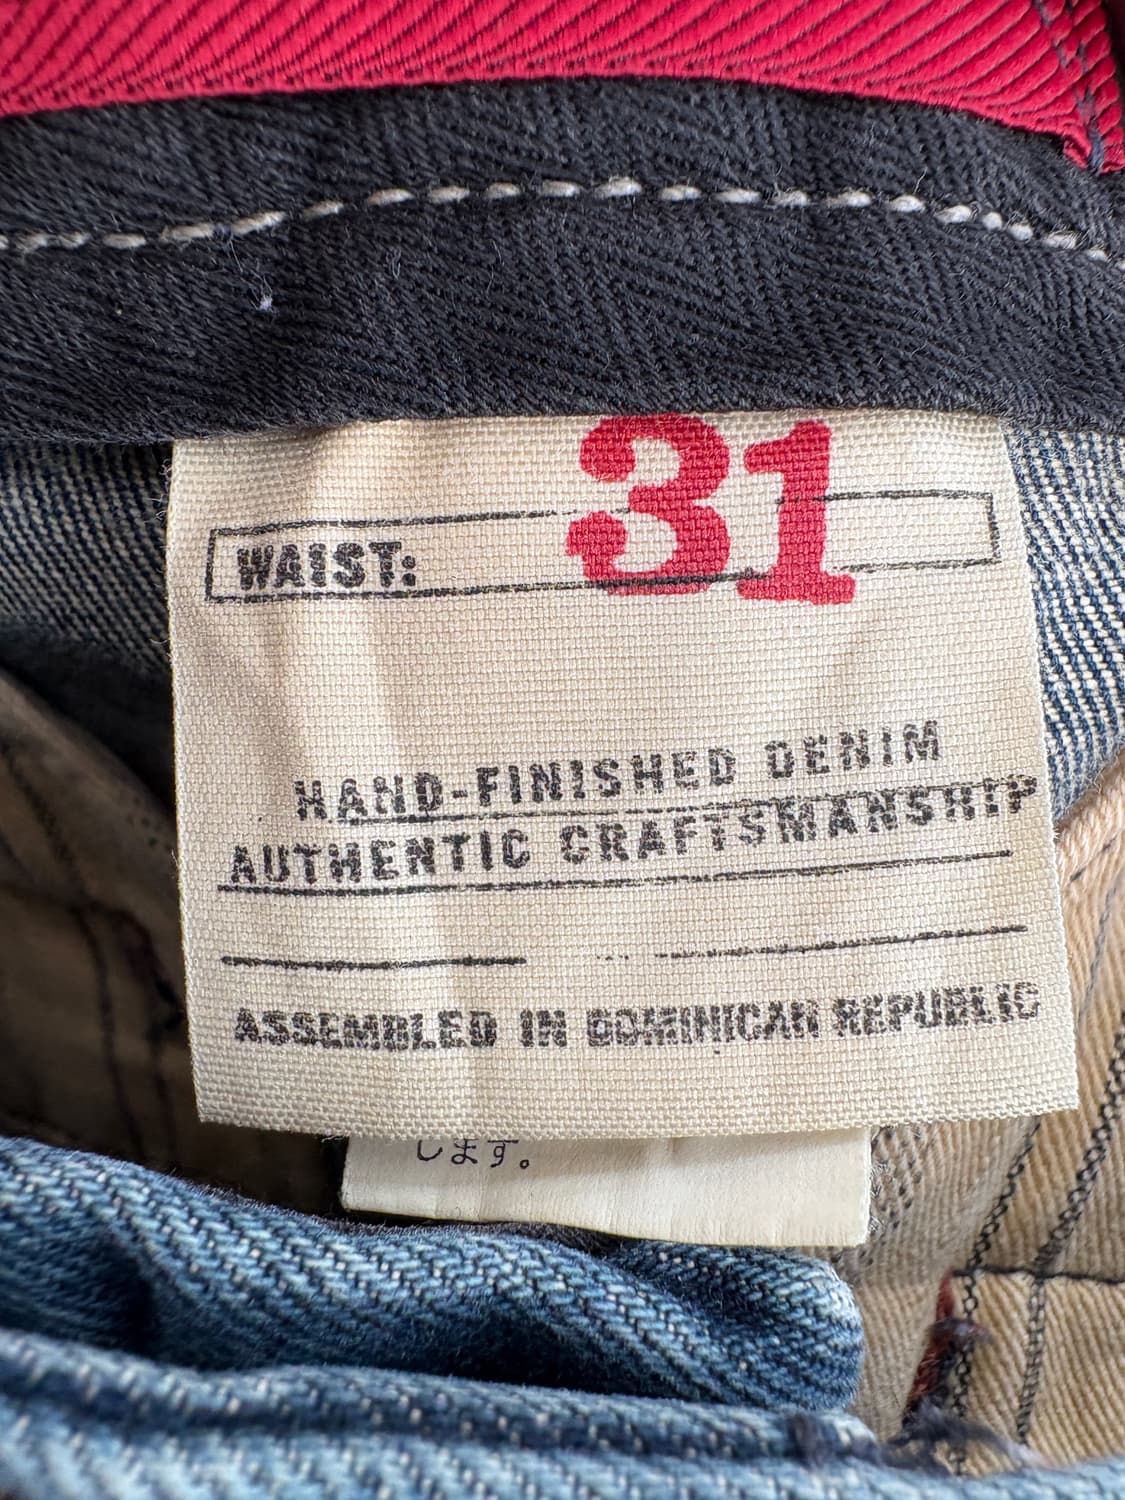 31
WAIST:
HAND-FINISHED DENIM
AUTHENTIC CRAFTSMANSHIP
ASSEMBLED IN DOMINICAN REPUBLIC
します。